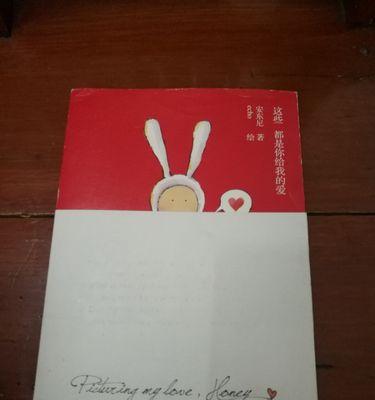 这些 都是你给我的爱
安东尼 著
echo 绘
Picturing my love, Honey